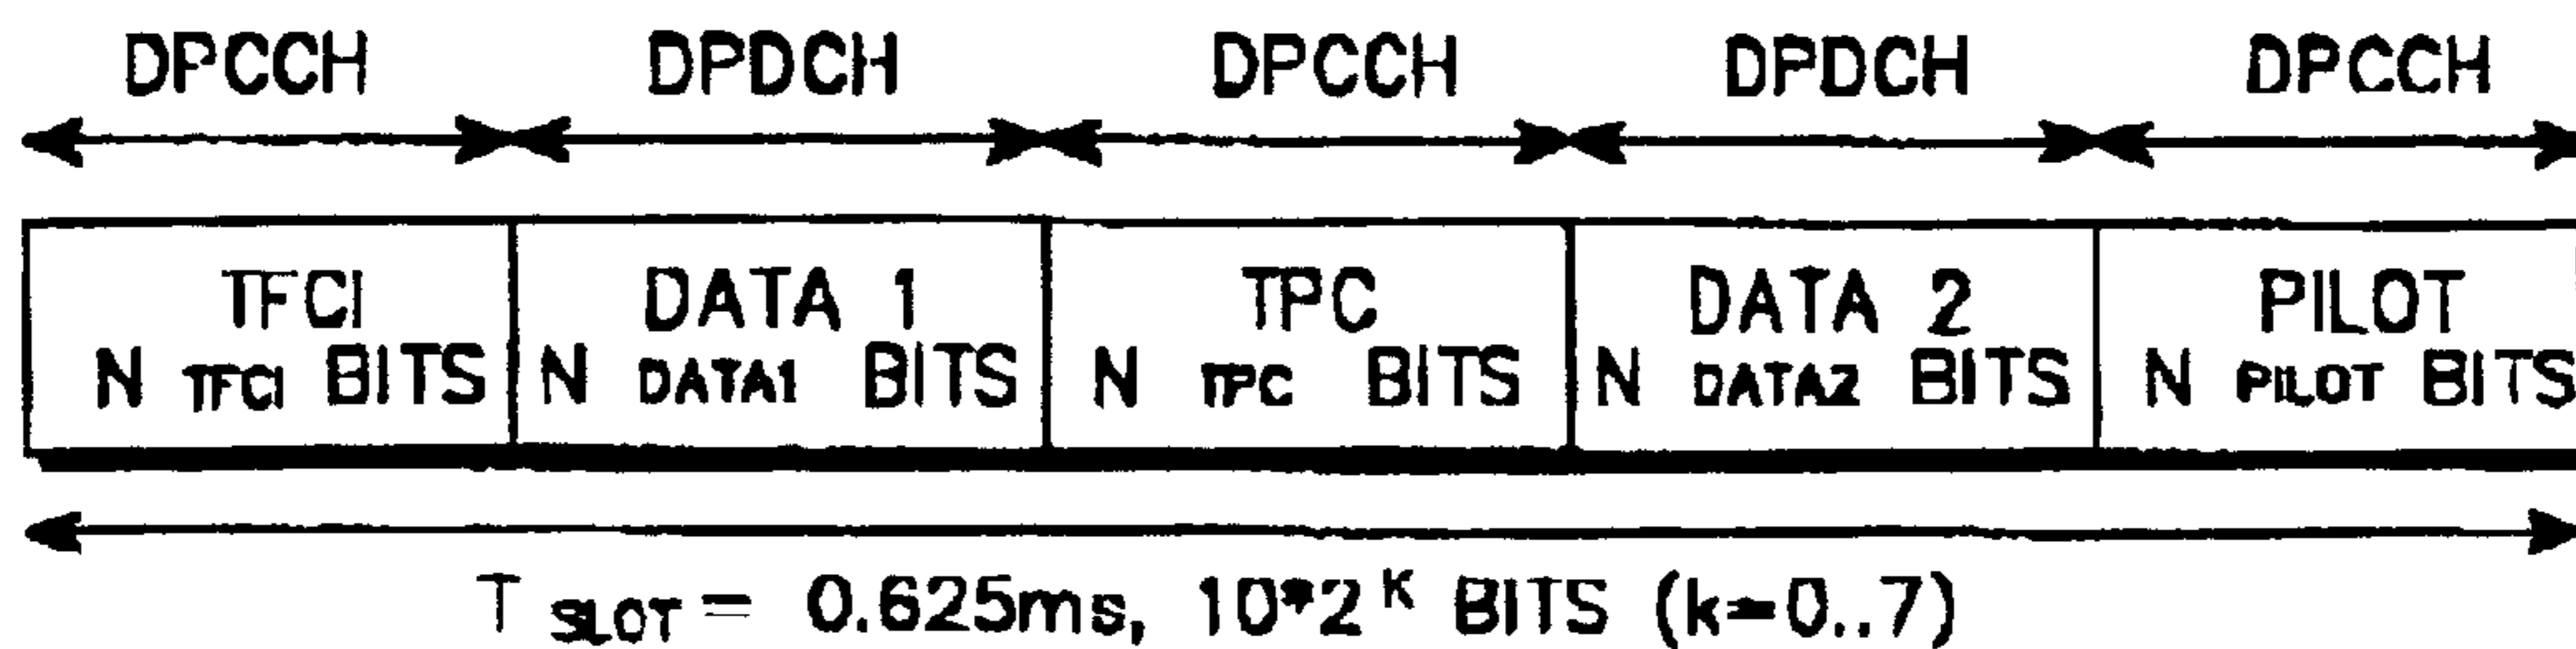 DPCCH DPDCH DPCCH DPDCH DPCCH
TFCI DATA 1 TPC DATA 2 PILOT
N TFCI BITS N DATA1 BITS N TPC BITS N DATA2 BITS N PILOT BITS
T SLOT = 0.625ms, 10*2 K BITS (k=0..7)